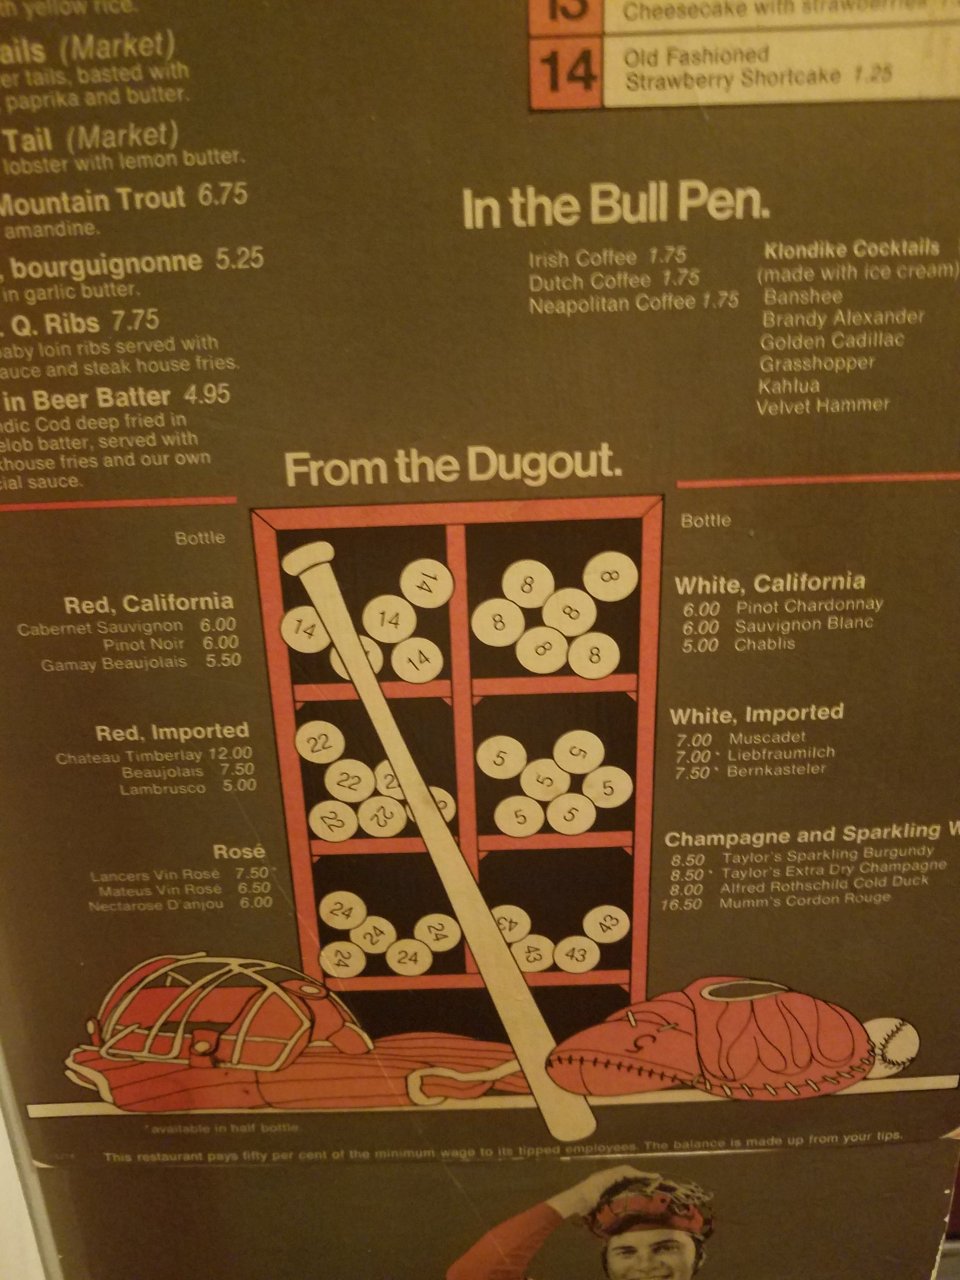 th yellow rice.
ails (Market)
er tails, basted with
paprika and butter.
Tail (Market)
lobster with lemon butter.
Mountain Trout 6.75
amandine.
, bourguignonne 5.25
in garlic butter.
. Q. Ribs 7.75
baby loin ribs served with
auce and steak house fries.
in Beer Batter 4.95
ndic Cod deep fried in
elob batter, served with
khouse fries and our own
cial sauce.
13 Cheesecake with strawberries
14 Old Fashioned
Strawberry Shortcake 1.25
In the Bull Pen.
Irish Coffee 1.75
Dutch Coffee 1.75
Neapolitan Coffee 1.75
Klondike Cocktails
(made with ice cream)
Banshee
Brandy Alexander
Golden Cadillac
Grasshopper
Kahlua
Velvet Hammer
From the Dugout.
Bottle
Red, California
Cabernet Sauvignon 6.00
Pinot Noir 6.00
Gamay Beaujolais 5.50
Red, Imported
Chateau Timberlay 12.00
Beaujolais 7.50
Lambrusco 5.00
Rosé
Lancers Vin Rosé 7.50*
Mateus Vin Rosé 6.50
Nectarose D'anjou 6.00
14 14 14 14
8 8 8 8 8 8
22 22 2 22 22 2
5 5 5 5 5 5
24 24 24 24 24
43 43 43 43
Bottle
White, California
6.00 Pinot Chardonnay
6.00 Sauvignon Blanc
5.00 Chablis
White, Imported
7.00 Muscadet
7.00* Liebfraumilch
7.50* Bernkasteler
Champagne and Sparkling W
8.50 Taylor's Sparkling Burgundy
8.50* Taylor's Extra Dry Champagne
8.00 Alfred Rothschild Cold Duck
16.50 Mumm's Cordon Rouge
5
*available in half bottle.
This restaurant pays fifty per cent of the minimum wage to its tipped employees. The balance is made up from your tips.